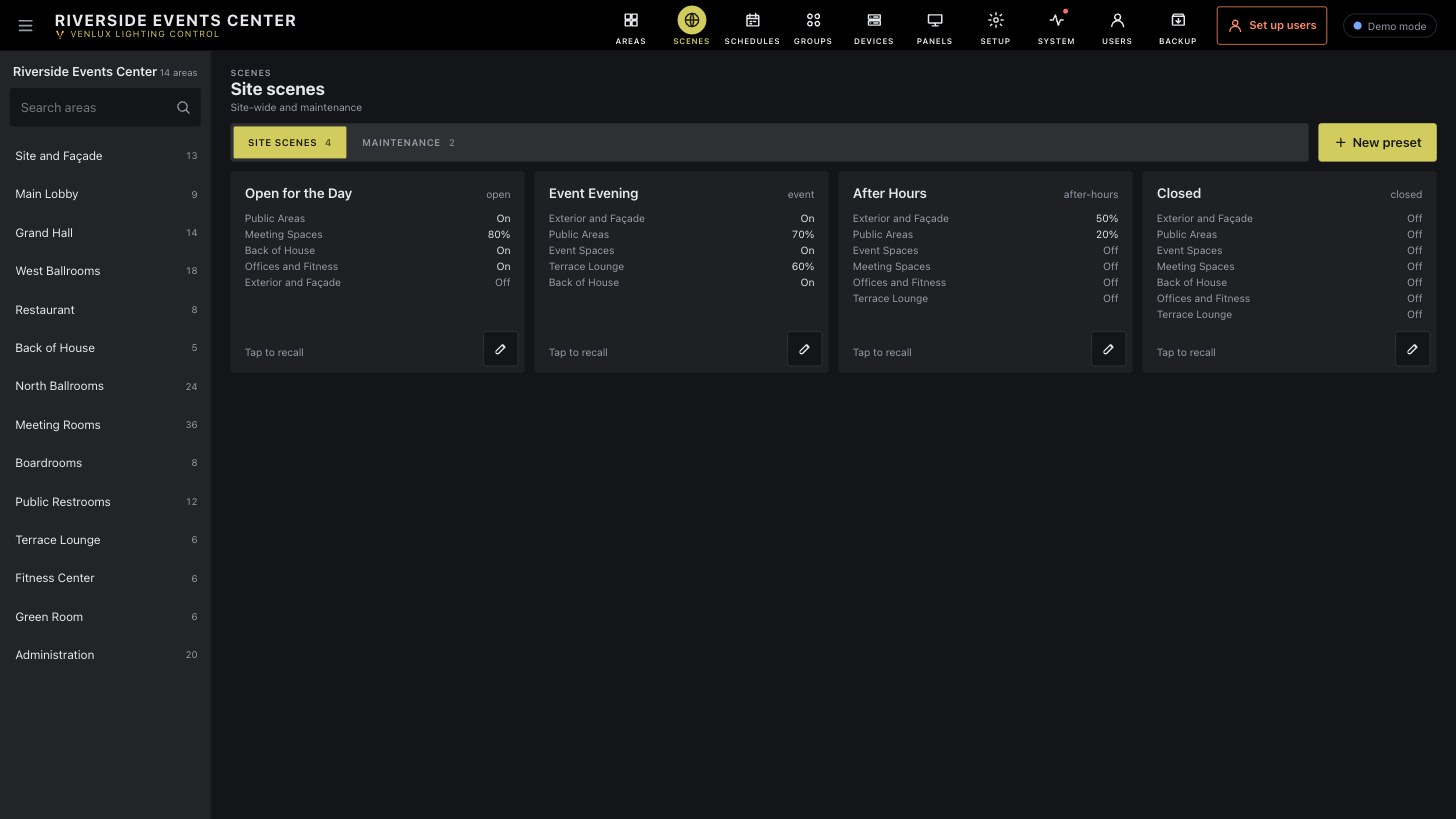 RIVERSIDE EVENTS CENTER
VENLUX LIGHTING CONTROL
AREAS
SCENES
SCHEDULES
GROUPS
DEVICES
PANELS
SETUP
SYSTEM
USERS
BACKUP
Set up users
Demo mode
Riverside Events Center 14 areas
Search areas
Site and Façade 13
Main Lobby 9
Grand Hall 14
West Ballrooms 18
Restaurant 8
Back of House 5
North Ballrooms 24
Meeting Rooms 36
Boardrooms 8
Public Restrooms 12
Terrace Lounge 6
Fitness Center 6
Green Room 6
Administration 20
SCENES
Site scenes
Site-wide and maintenance
SITE SCENES 4
MAINTENANCE 2
+ New preset
Open for the Day open
Public Areas On
Meeting Spaces 80%
Back of House On
Offices and Fitness On
Exterior and Façade Off
Tap to recall
Event Evening event
Exterior and Façade On
Public Areas 70%
Event Spaces On
Terrace Lounge 60%
Back of House On
Tap to recall
After Hours after-hours
Exterior and Façade 50%
Public Areas 20%
Event Spaces Off
Meeting Spaces Off
Offices and Fitness Off
Terrace Lounge Off
Tap to recall
Closed closed
Exterior and Façade Off
Public Areas Off
Event Spaces Off
Meeting Spaces Off
Back of House Off
Offices and Fitness Off
Terrace Lounge Off
Tap to recall